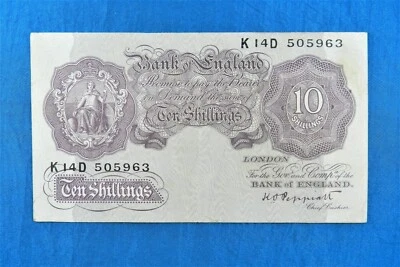 K14D 505963
Bank of England
Promise to pay the Bearer
on Demand the sum of
Ten Shillings
10
K14D 505963
LONDON
For the Gov.r and Comp.a of the
BANK OF ENGLAND.
Ten Shillings
K O Peppiatt
Chief Cashier